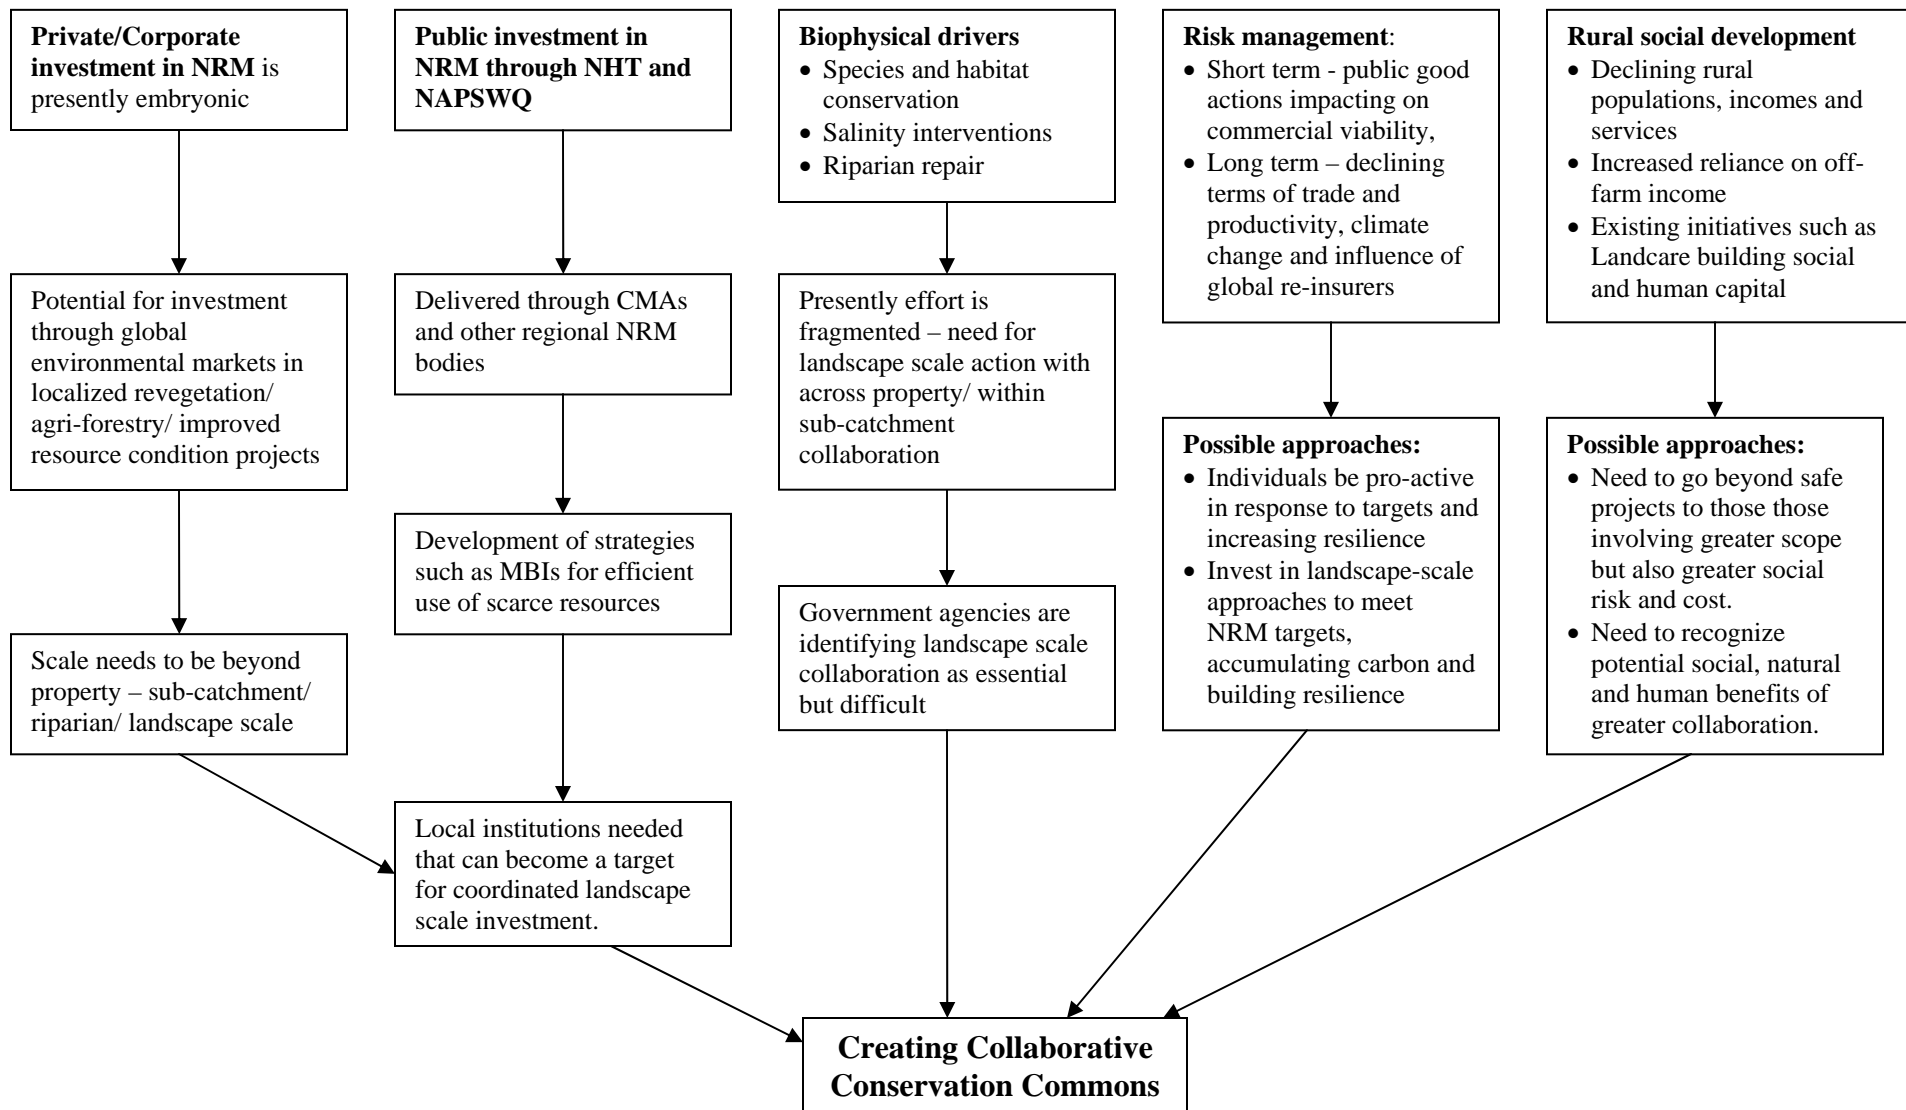 Private/Corporate
investment in NRM is
presently embryonic
Potential for investment
through global
environmental markets in
localized revegetation/
agri-forestry/ improved
resource condition projects
Scale needs to be beyond
property – sub-catchment/
riparian/ landscape scale
Public investment in
NRM through NHT and
NAPSWQ
Delivered through CMAs
and other regional NRM
bodies
Development of strategies
such as MBIs for efficient
use of scarce resources
Local institutions needed
that can become a target
for coordinated landscape
scale investment.
Biophysical drivers
• Species and habitat
conservation
• Salinity interventions
• Riparian repair
Presently effort is
fragmented – need for
landscape scale action with
across property/ within
sub-catchment
collaboration
Government agencies are
identifying landscape scale
collaboration as essential
but difficult
Risk management:
• Short term - public good
actions impacting on
commercial viability,
• Long term – declining
terms of trade and
productivity, climate
change and influence of
global re-insurers
Possible approaches:
• Individuals be pro-active
in response to targets and
increasing resilience
• Invest in landscape-scale
approaches to meet
NRM targets,
accumulating carbon and
building resilience
Rural social development
• Declining rural
populations, incomes and
services
• Increased reliance on off-
farm income
• Existing initiatives such as
Landcare building social
and human capital
Possible approaches:
• Need to go beyond safe
projects to those those
involving greater scope
but also greater social
risk and cost.
• Need to recognize
potential social, natural
and human benefits of
greater collaboration.
Creating Collaborative
Conservation Commons